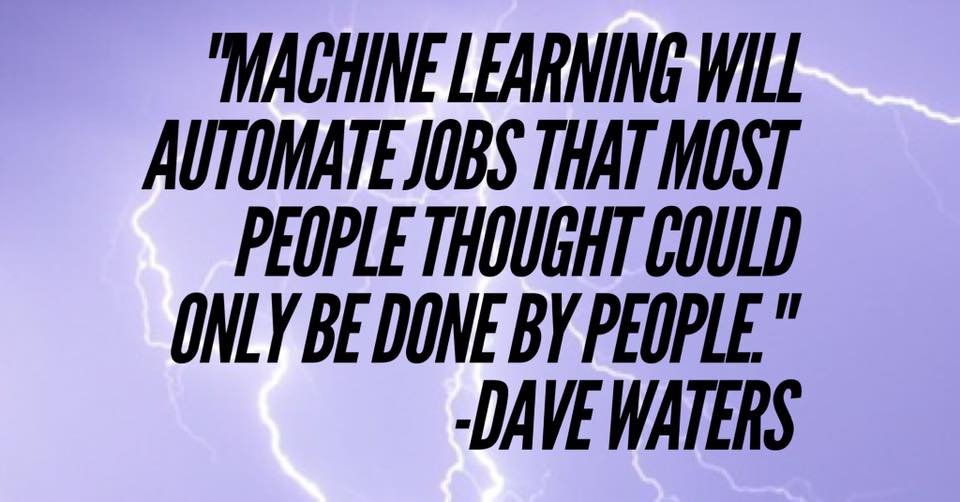 "MACHINE LEARNING WILL
AUTOMATE JOBS THAT MOST
PEOPLE THOUGHT COULD
ONLY BE DONE BY PEOPLE."
-DAVE WATERS